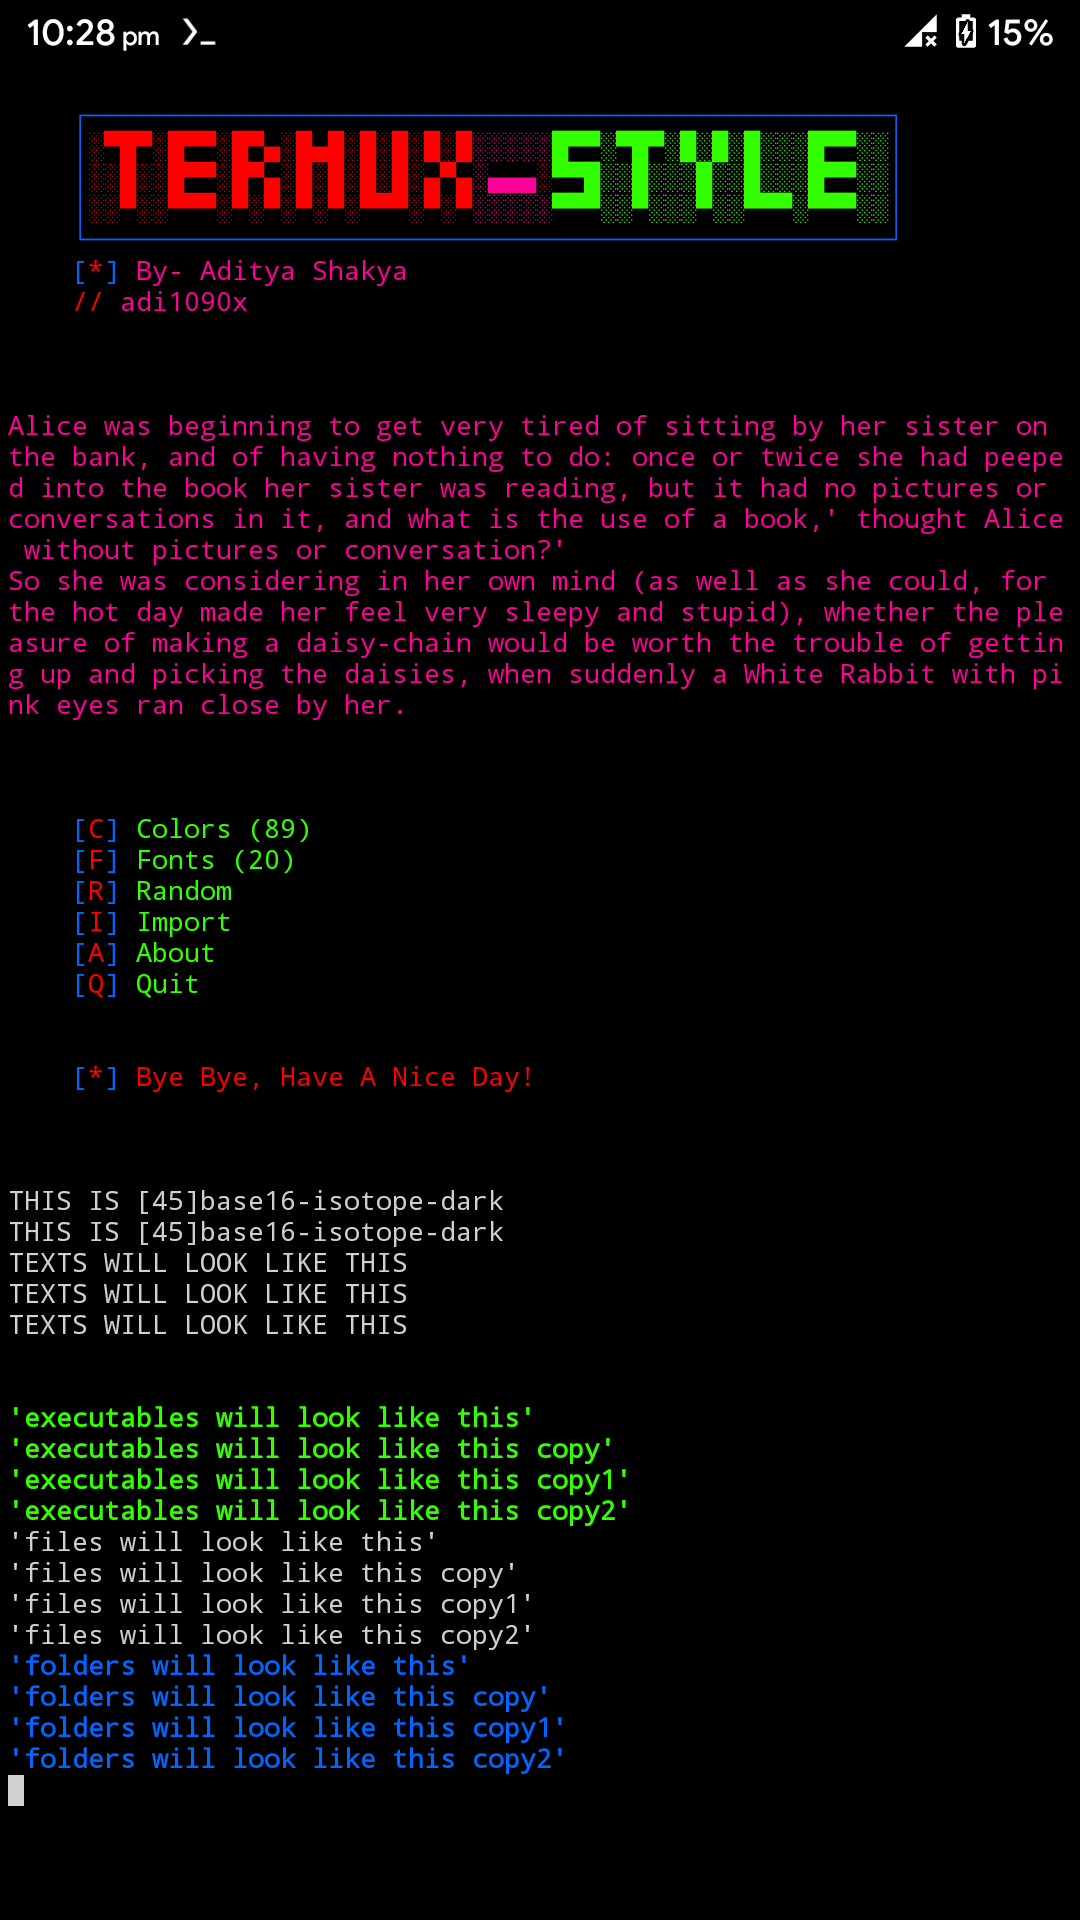 10:28 pm 15%
TERMUX-STYLE
[*] By- Aditya Shakya
// adi1090x
Alice was beginning to get very tired of sitting by her sister on
the bank, and of having nothing to do: once or twice she had peepe
d into the book her sister was reading, but it had no pictures or
conversations in it, and what is the use of a book,' thought Alice
without pictures or conversation?'
So she was considering in her own mind (as well as she could, for
the hot day made her feel very sleepy and stupid), whether the ple
asure of making a daisy-chain would be worth the trouble of gettin
g up and picking the daisies, when suddenly a White Rabbit with pi
nk eyes ran close by her.
[C] Colors (89)
[F] Fonts (20)
[R] Random
[I] Import
[A] About
[Q] Quit
[*] Bye Bye, Have A Nice Day!
THIS IS [45]base16-isotope-dark
THIS IS [45]base16-isotope-dark
TEXTS WILL LOOK LIKE THIS
TEXTS WILL LOOK LIKE THIS
TEXTS WILL LOOK LIKE THIS
'executables will look like this'
'executables will look like this copy'
'executables will look like this copy1'
'executables will look like this copy2'
'files will look like this'
'files will look like this copy'
'files will look like this copy1'
'files will look like this copy2'
'folders will look like this'
'folders will look like this copy'
'folders will look like this copy1'
'folders will look like this copy2'